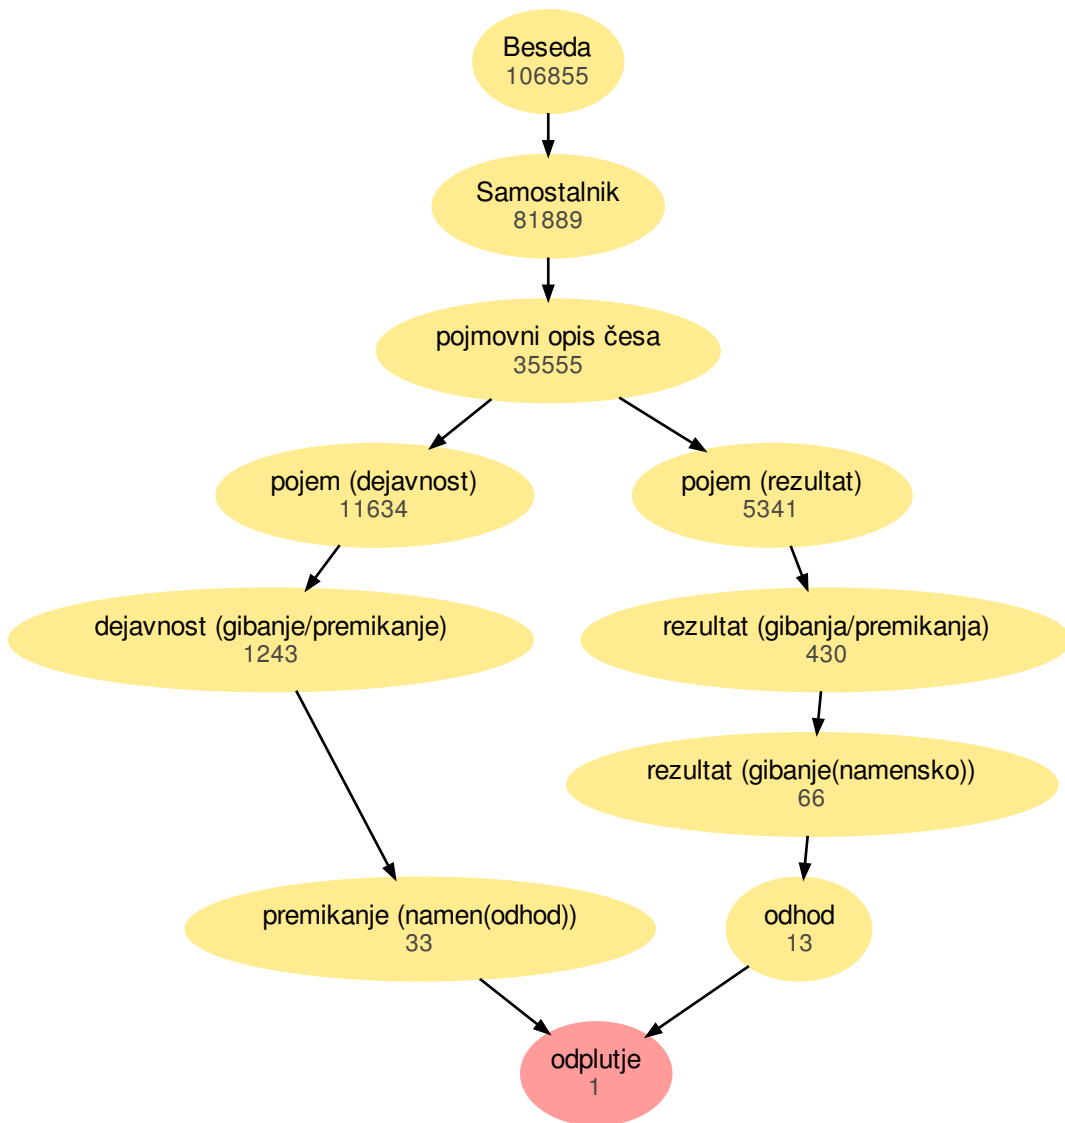 Beseda
106855
Samostalnik
81889
pojmovni opis česa
35555
pojem (dejavnost)
11634
pojem (rezultat)
5341
dejavnost (gibanje/premikanje)
1243
rezultat (gibanja/premikanja)
430
rezultat (gibanje(namensko))
66
premikanje (namen(odhod))
33
odhod
13
odplutje
1